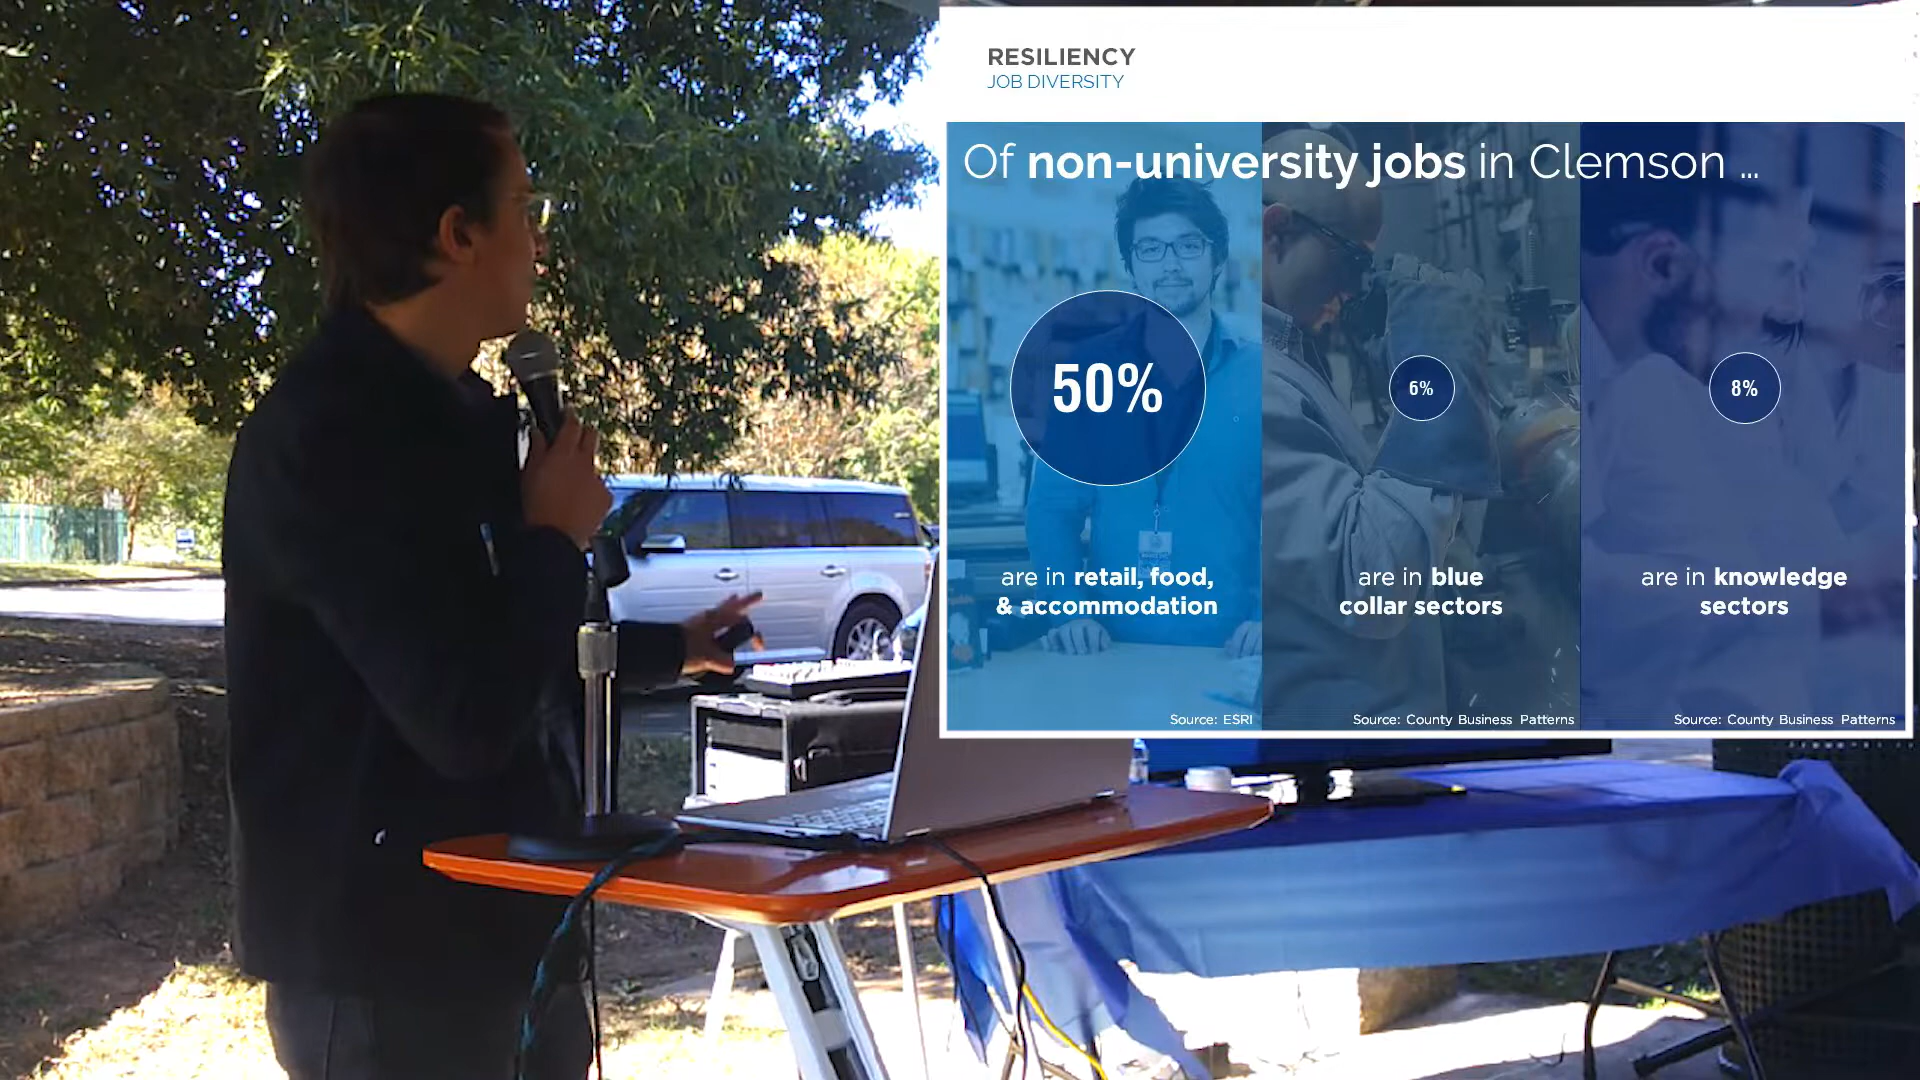 RESILIENCY
JOB DIVERSITY
Of non-university jobs in Clemson ...
50%
are in retail, food,
& accommodation
Source: ESRI
6%
are in blue
collar sectors
Source: County Business Patterns
8%
are in knowledge
sectors
Source: County Business Patterns